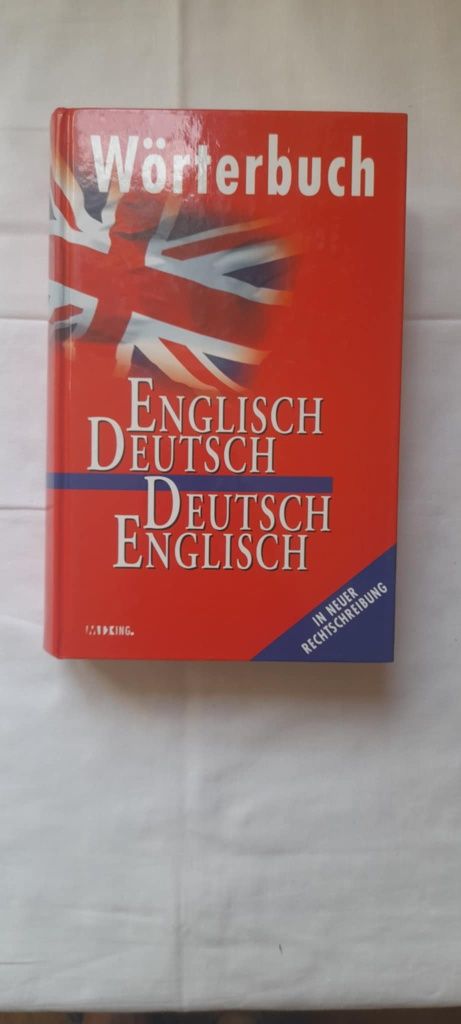 Wörterbuch
ENGLISCH
DEUTSCH
DEUTSCH
ENGLISCH
IN NEUER
RECHTSCHREIBUNG